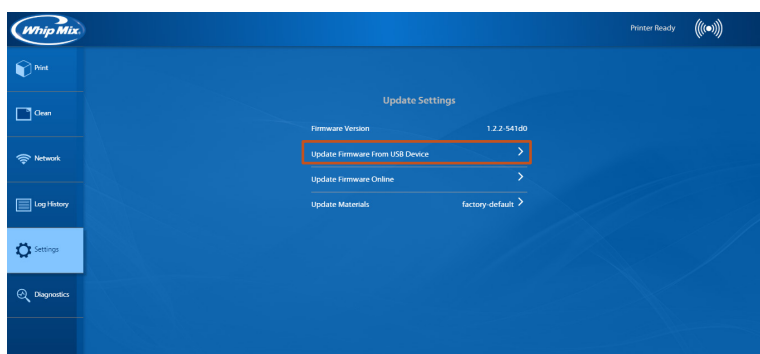 Whip Mix
Printer Ready
Print
Clean
Network
Log History
Settings
Diagnostics
Update Settings
Firmware Version 1.2.2-541d0
Update Firmware From USB Device
Update Firmware Online
Update Materials factory-default